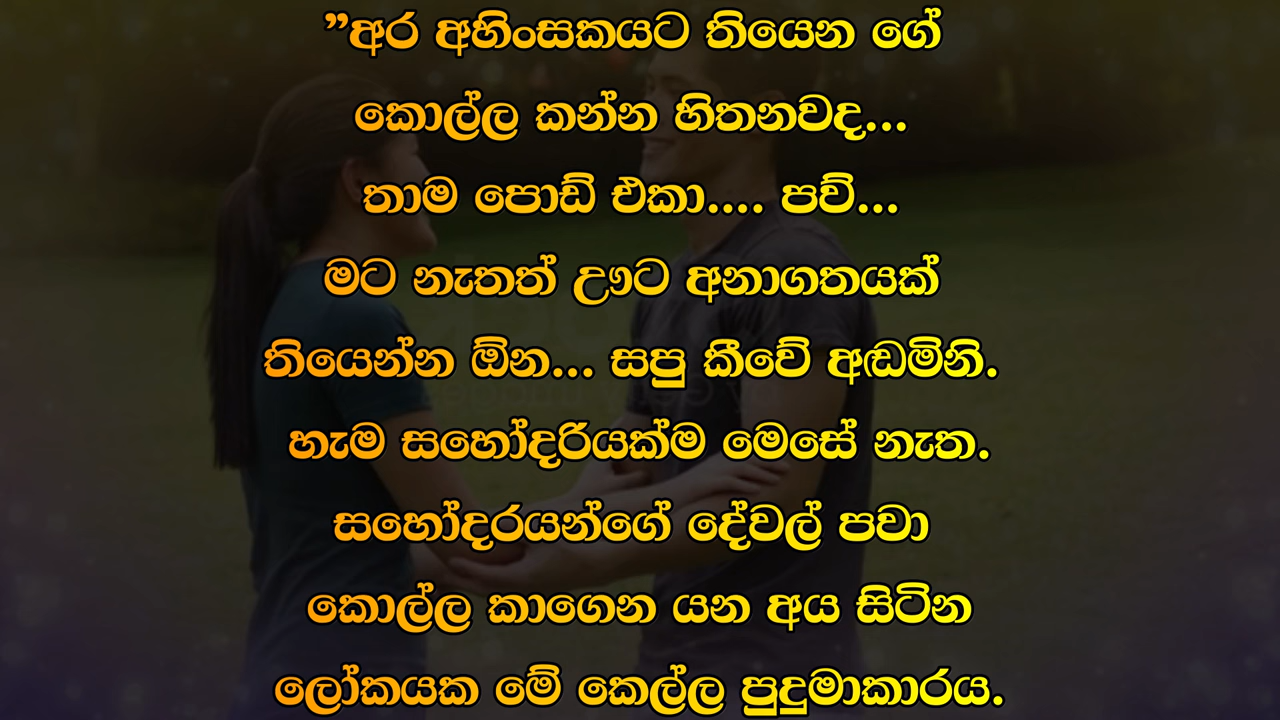 ”අර අහිංසකයට තියෙන ගේ
කොල්ල කන්න හිතනවද...
තාම පොඩි එකා.... පව්...
මට නැතත් ඌට අනාගතයක්
තියෙන්න ඕන... සපු කීවේ අඬමිනි.
හැම සහෝදරියක්ම මෙසේ නැත.
සහෝදරයන්ගේ දේවල් පවා
කොල්ල කාගෙන යන අය සිටින
ලෝකයක මේ කෙල්ල පුදුමාකාරය.